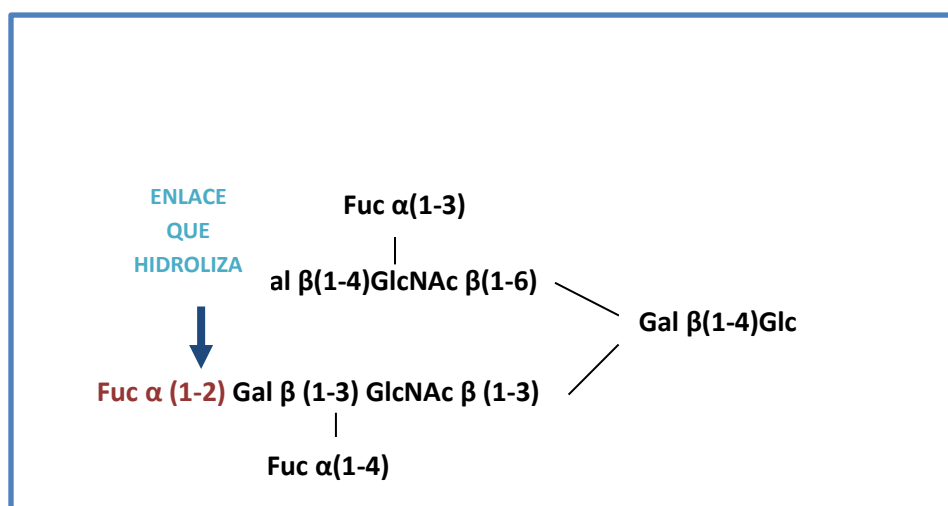 ENLACE
QUE
HIDROLIZA
Fuc α(1-3)
al β(1-4)GlcNAc β(1-6)
Gal β(1-4)Glc
Fuc α (1-2) Gal β (1-3) GlcNAc β (1-3)
Fuc α(1-4)